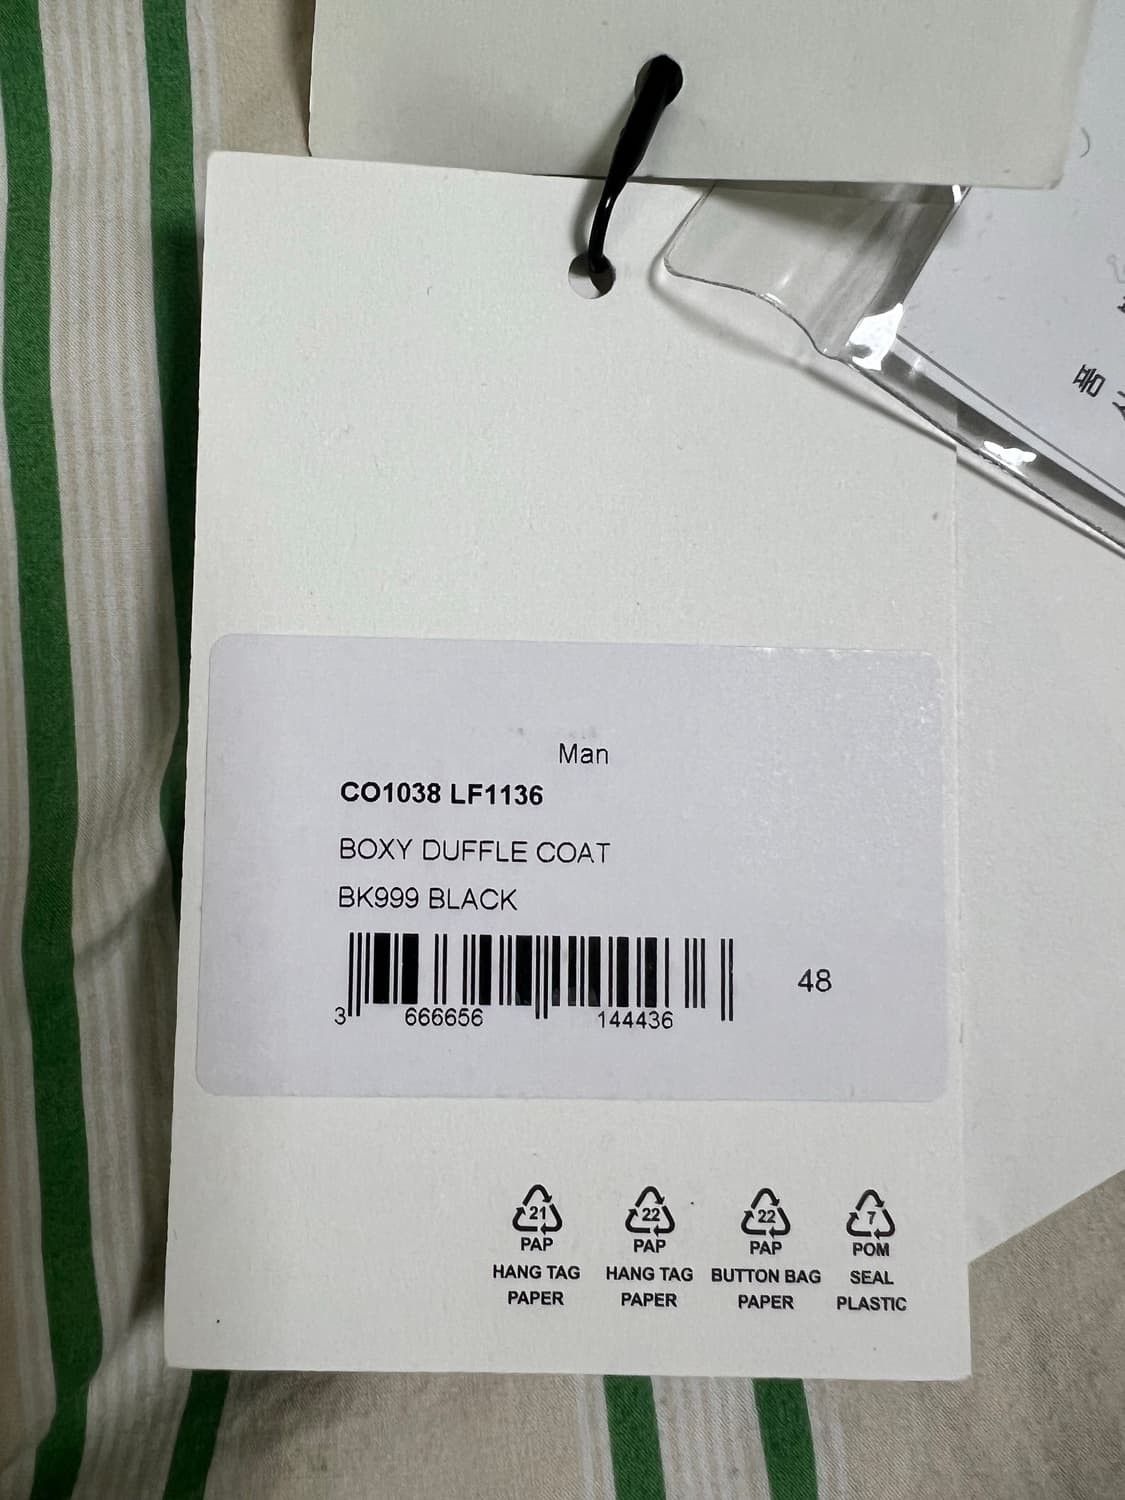 품
Man
CO1038 LF1136
BOXY DUFFLE COAT
BK999 BLACK
48
3 666656 144436
21 22 22 7
PAP PAP PAP POM
HANG TAG HANG TAG BUTTON BAG SEAL
PAPER PAPER PAPER PLASTIC